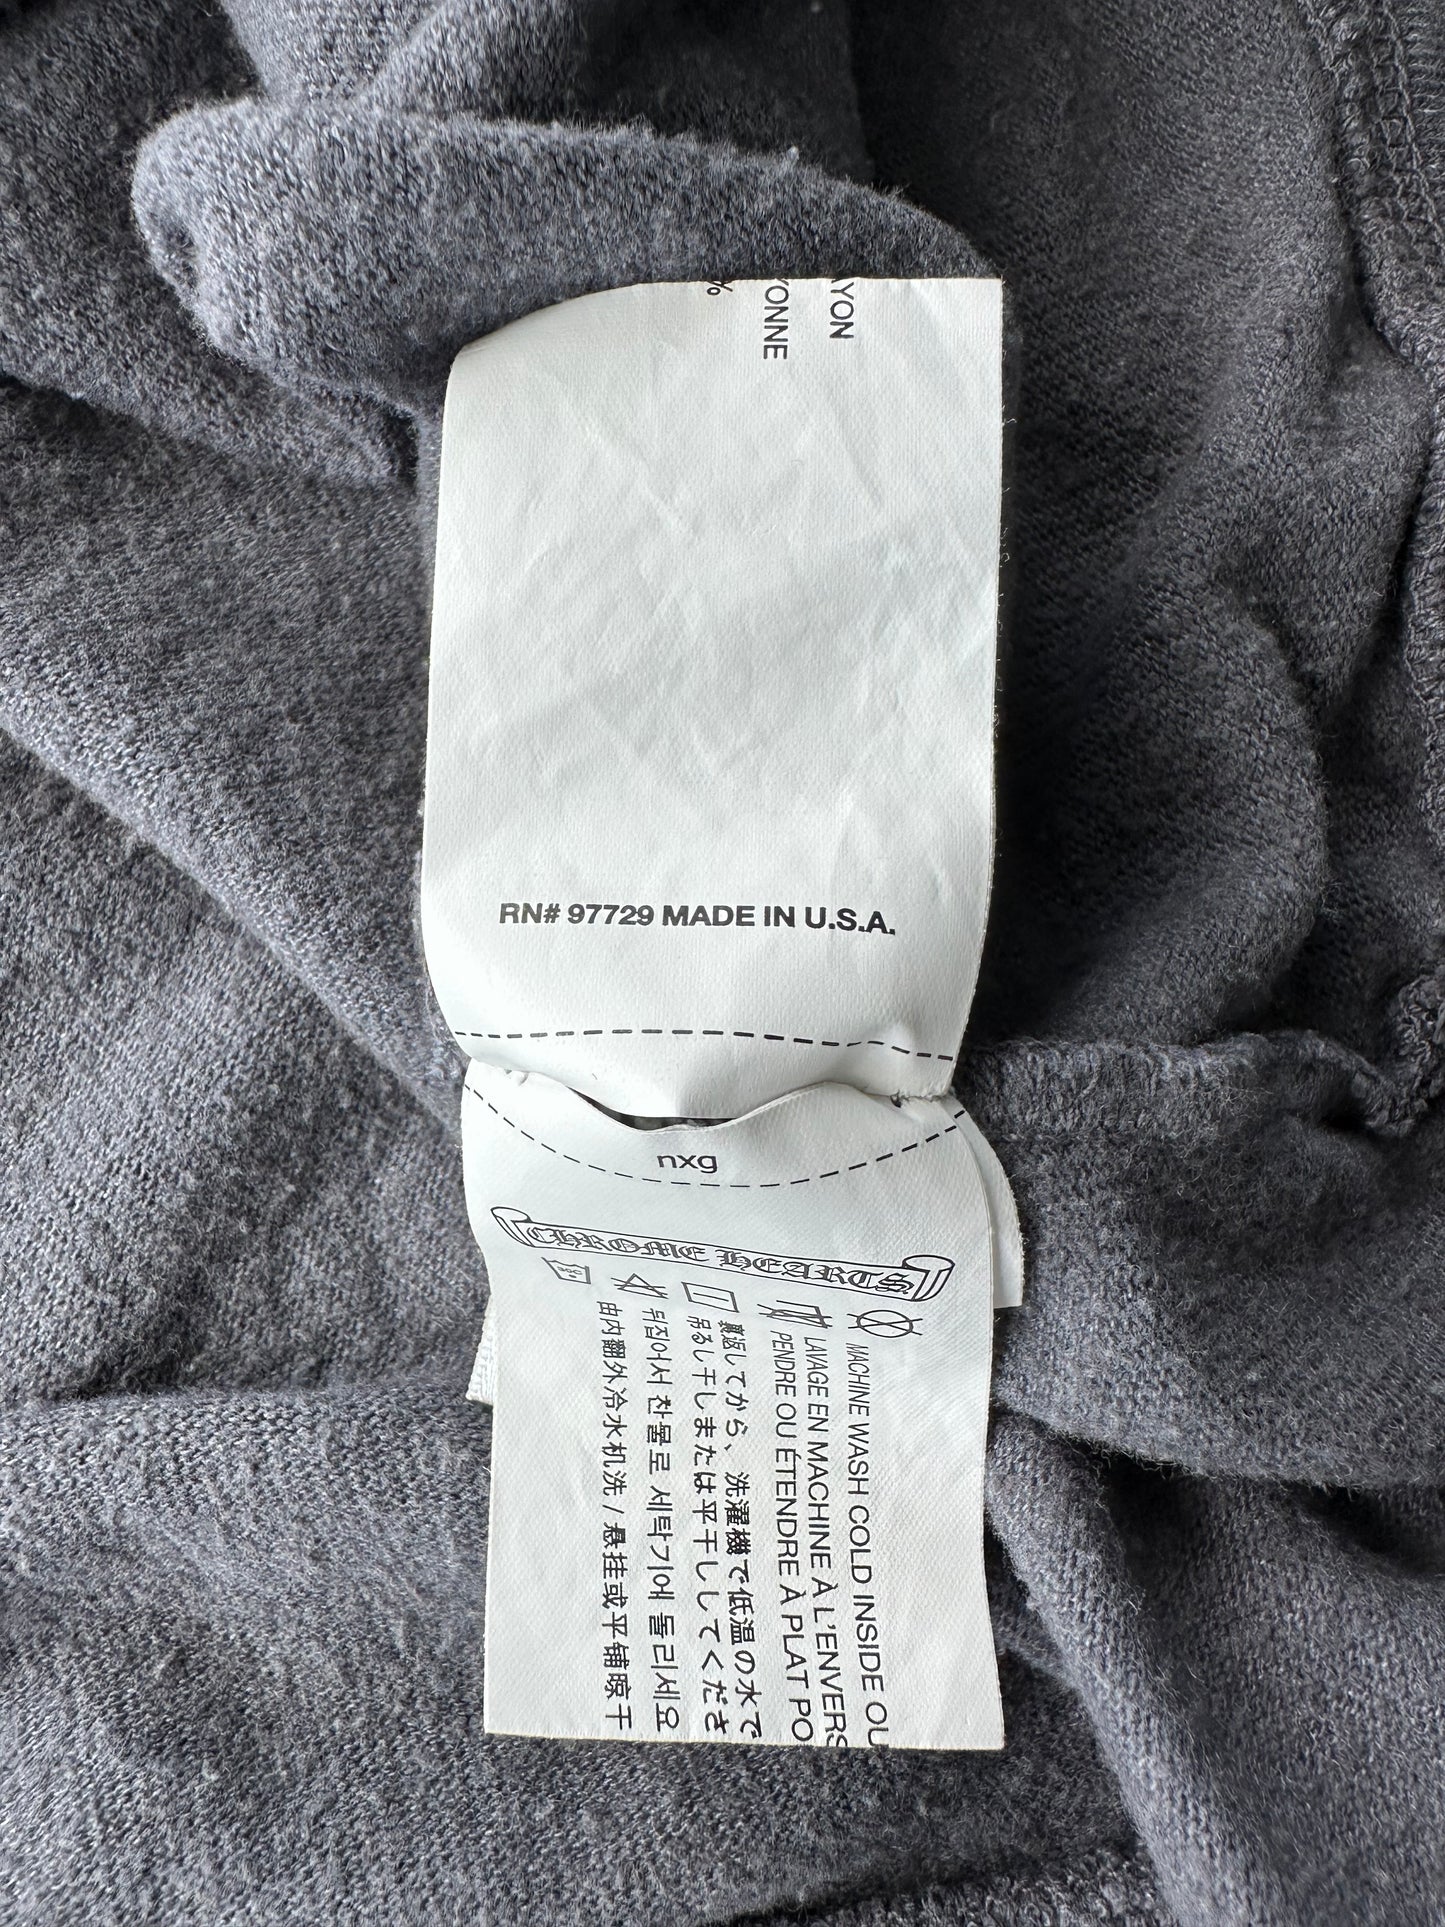 %
YONNE
YON
RN# 97729 MADE IN U.S.A.
nxg
CHROME HEARTS
MACHINE WASH COLD INSIDE OU
LAVAGE EN MACHINE À L'ENVERS
PENDRE OU ÉTENDRE À PLAT PO
裏返してから、洗濯機で低温の水で
吊るし干しまたは平干ししてくださ
뒤집어서 찬물로 세탁기에 돌리세요
由内翻外冷水机洗 / 悬挂或平铺晾干